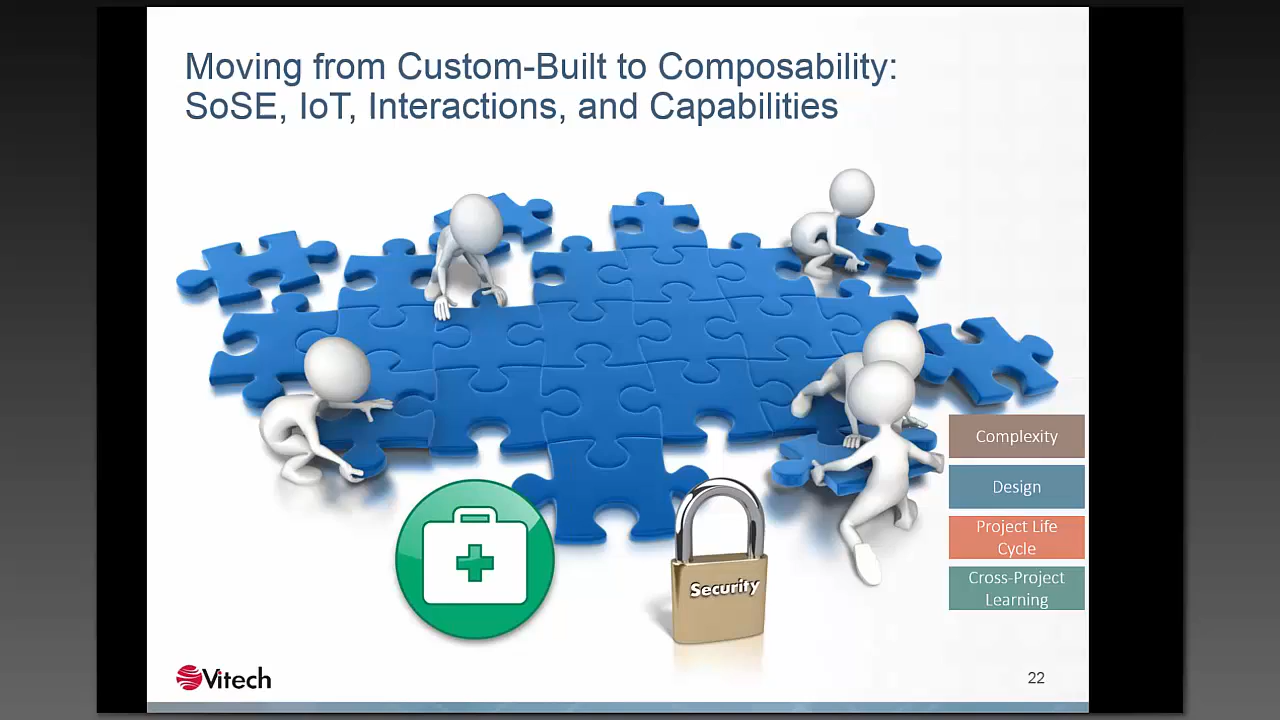 Moving from Custom-Built to Composability:
SoSE, IoT, Interactions, and Capabilities
Complexity
Design
Project Life
Cycle
Cross-Project
Learning
Security
Vitech
22